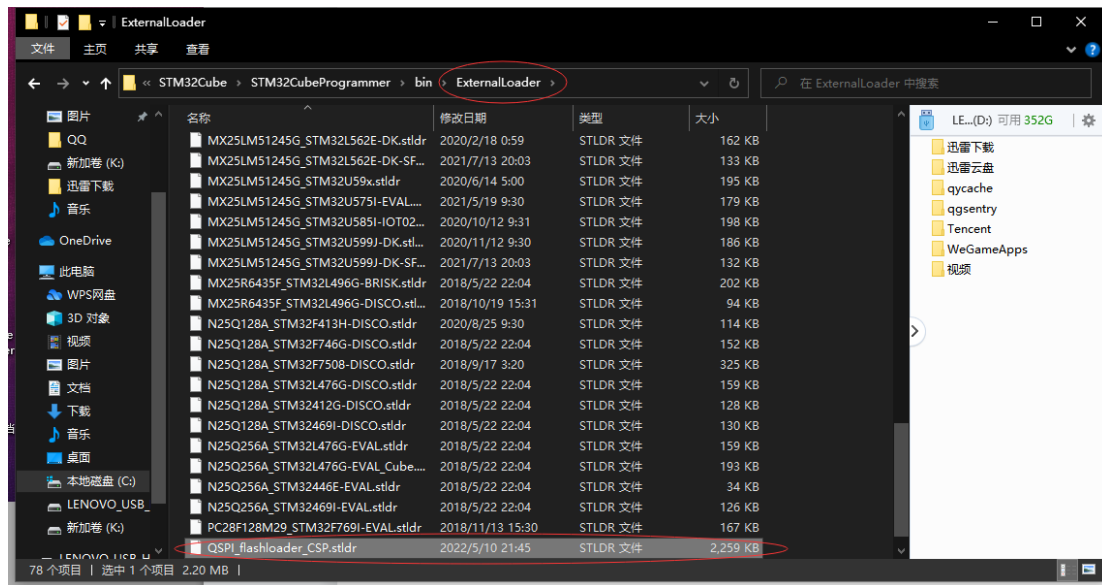 ExternalLoader
文件 主页 共享 查看
« STM32Cube › STM32CubeProgrammer › bin › ExternalLoader › 在 ExternalLoader 中搜索
名称 修改日期 类型 大小
图片
QQ
新加卷 (K:)
迅雷下载
音乐
OneDrive
此电脑
WPS网盘
3D 对象
视频
图片
文档
下载
音乐
桌面
本地磁盘 (C:)
LENOVO_USB_
新加卷 (K:)
LENOVO_USB_H
MX25LM51245G_STM32L562E-DK.stldr 2020/2/18 0:59 STLDR 文件 162 KB
MX25LM51245G_STM32L562E-DK-SF... 2021/7/13 20:03 STLDR 文件 133 KB
MX25LM51245G_STM32U59x.stldr 2020/6/14 5:00 STLDR 文件 195 KB
MX25LM51245G_STM32U575I-EVAL.... 2021/5/19 9:30 STLDR 文件 179 KB
MX25LM51245G_STM32U585I-IOT02... 2020/10/12 9:31 STLDR 文件 198 KB
MX25LM51245G_STM32U599J-DK.stl... 2020/11/12 9:30 STLDR 文件 186 KB
MX25LM51245G_STM32U599J-DK-SF... 2021/7/13 20:03 STLDR 文件 132 KB
MX25R6435F_STM32L496G-BRISK.stldr 2018/5/22 22:04 STLDR 文件 202 KB
MX25R6435F_STM32L496G-DISCO.stl... 2018/10/19 15:31 STLDR 文件 94 KB
N25Q128A_STM32F413H-DISCO.stldr 2020/8/25 9:30 STLDR 文件 114 KB
N25Q128A_STM32F746G-DISCO.stldr 2018/5/22 22:04 STLDR 文件 152 KB
N25Q128A_STM32F7508-DISCO.stldr 2018/9/17 3:20 STLDR 文件 325 KB
N25Q128A_STM32L476G-DISCO.stldr 2018/5/22 22:04 STLDR 文件 159 KB
N25Q128A_STM32412G-DISCO.stldr 2018/5/22 22:04 STLDR 文件 128 KB
N25Q128A_STM32469I-DISCO.stldr 2018/5/22 22:04 STLDR 文件 130 KB
N25Q256A_STM32L476G-EVAL.stldr 2018/5/22 22:04 STLDR 文件 159 KB
N25Q256A_STM32L476G-EVAL_Cube.... 2018/5/22 22:04 STLDR 文件 193 KB
N25Q256A_STM32446E-EVAL.stldr 2018/5/22 22:04 STLDR 文件 34 KB
N25Q256A_STM32469I-EVAL.stldr 2018/5/22 22:04 STLDR 文件 126 KB
PC28F128M29_STM32F769I-EVAL.stldr 2018/11/13 15:30 STLDR 文件 167 KB
QSPI_flashloader_CSP.stldr 2022/5/10 21:45 STLDR 文件 2,259 KB
78 个项目 | 选中 1 个项目 2.20 MB |
LE...(D:) 可用 352G
迅雷下载
迅雷云盘
qycache
qgsentry
Tencent
WeGameApps
视频